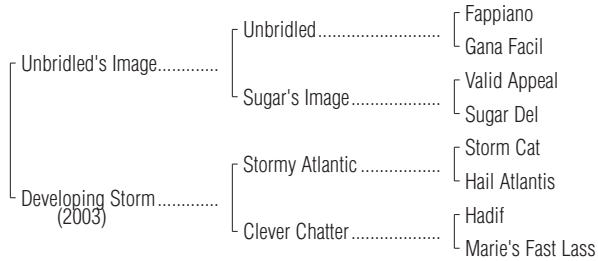 Fappiano
Unbridled..........................
Gana Facil
Unbridled's Image.............
Valid Appeal
Sugar's Image...................
Sugar Del
Storm Cat
Stormy Atlantic .................
Hail Atlantis
Developing Storm.............
(2003)
Hadif
Clever Chatter...................
Marie's Fast Lass